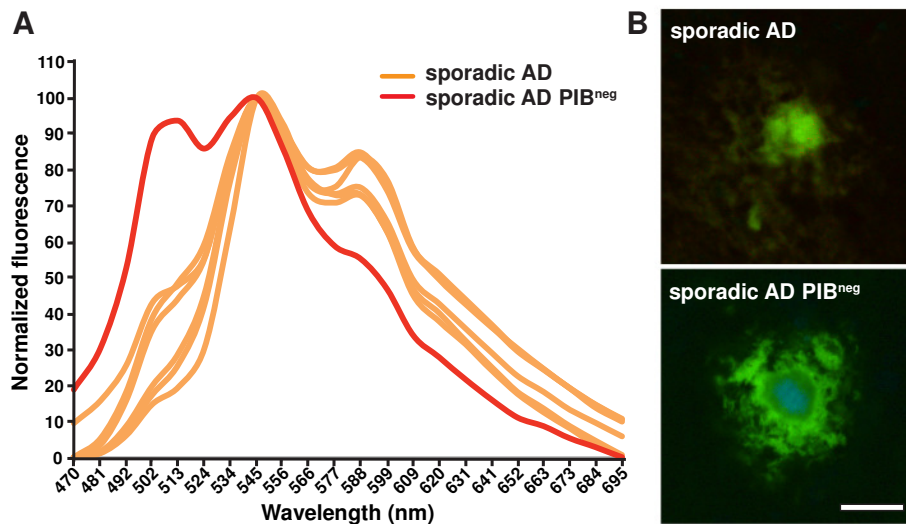 A
B
110
100
90
80
70
60
50
40
30
20
10
0
Normalized fluorescence
sporadic AD
sporadic AD PIBneg
470 481 492 502 513 524 534 545 556 566 577 588 599 609 620 631 641 652 663 673 684 695
Wavelength (nm)
sporadic AD
sporadic AD PIBneg